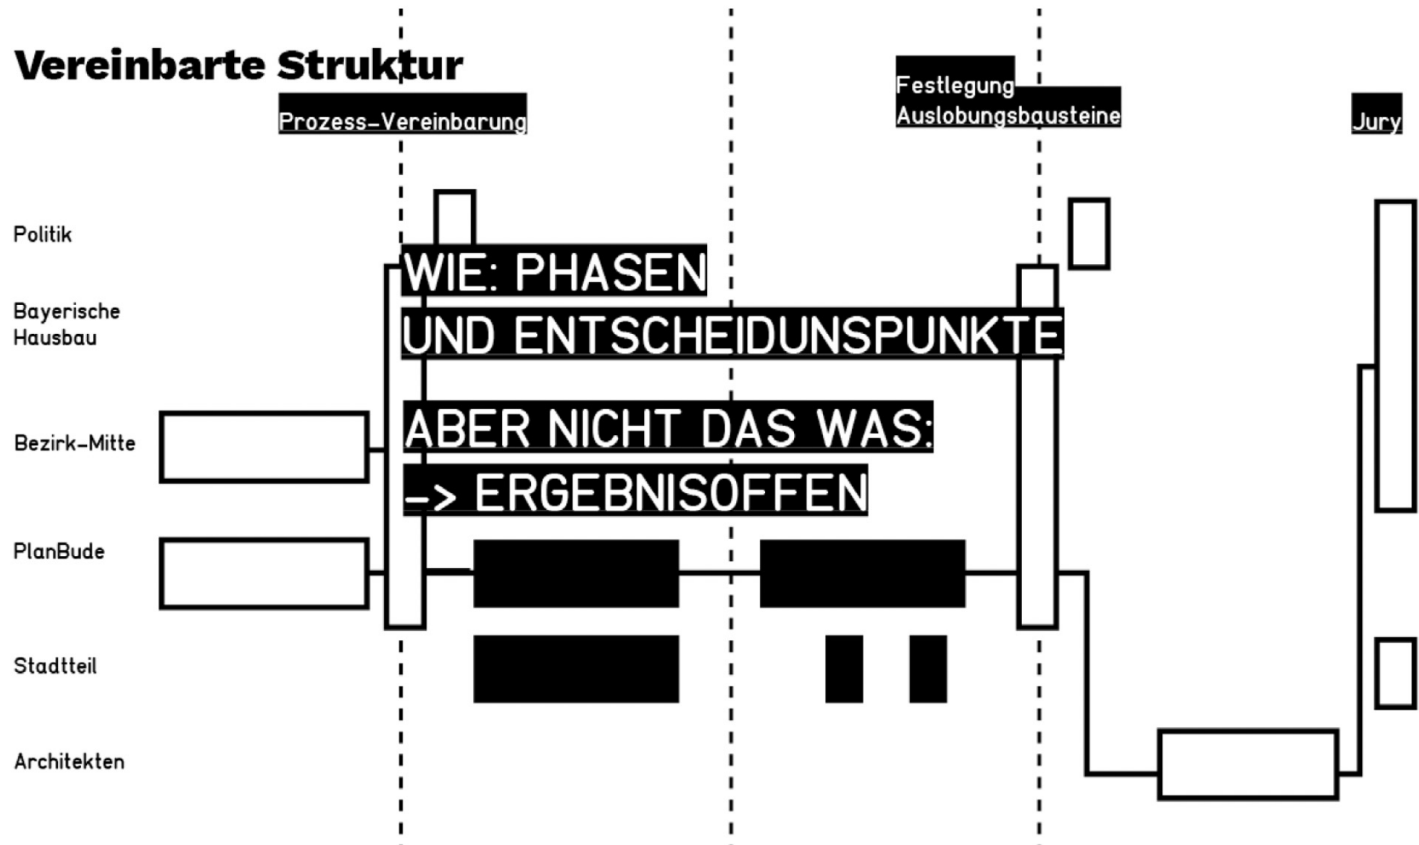 Vereinbarte Struktur
Prozess-Vereinbarung
Festlegung
Auslobungsbausteine
Jury
Politik
WIE: PHASEN
Bayerische
Hausbau
UND ENTSCHEIDUNSPUNKTE
Bezirk-Mitte
ABER NICHT DAS WAS:
-> ERGEBNISOFFEN
PlanBude
Stadtteil
Architekten